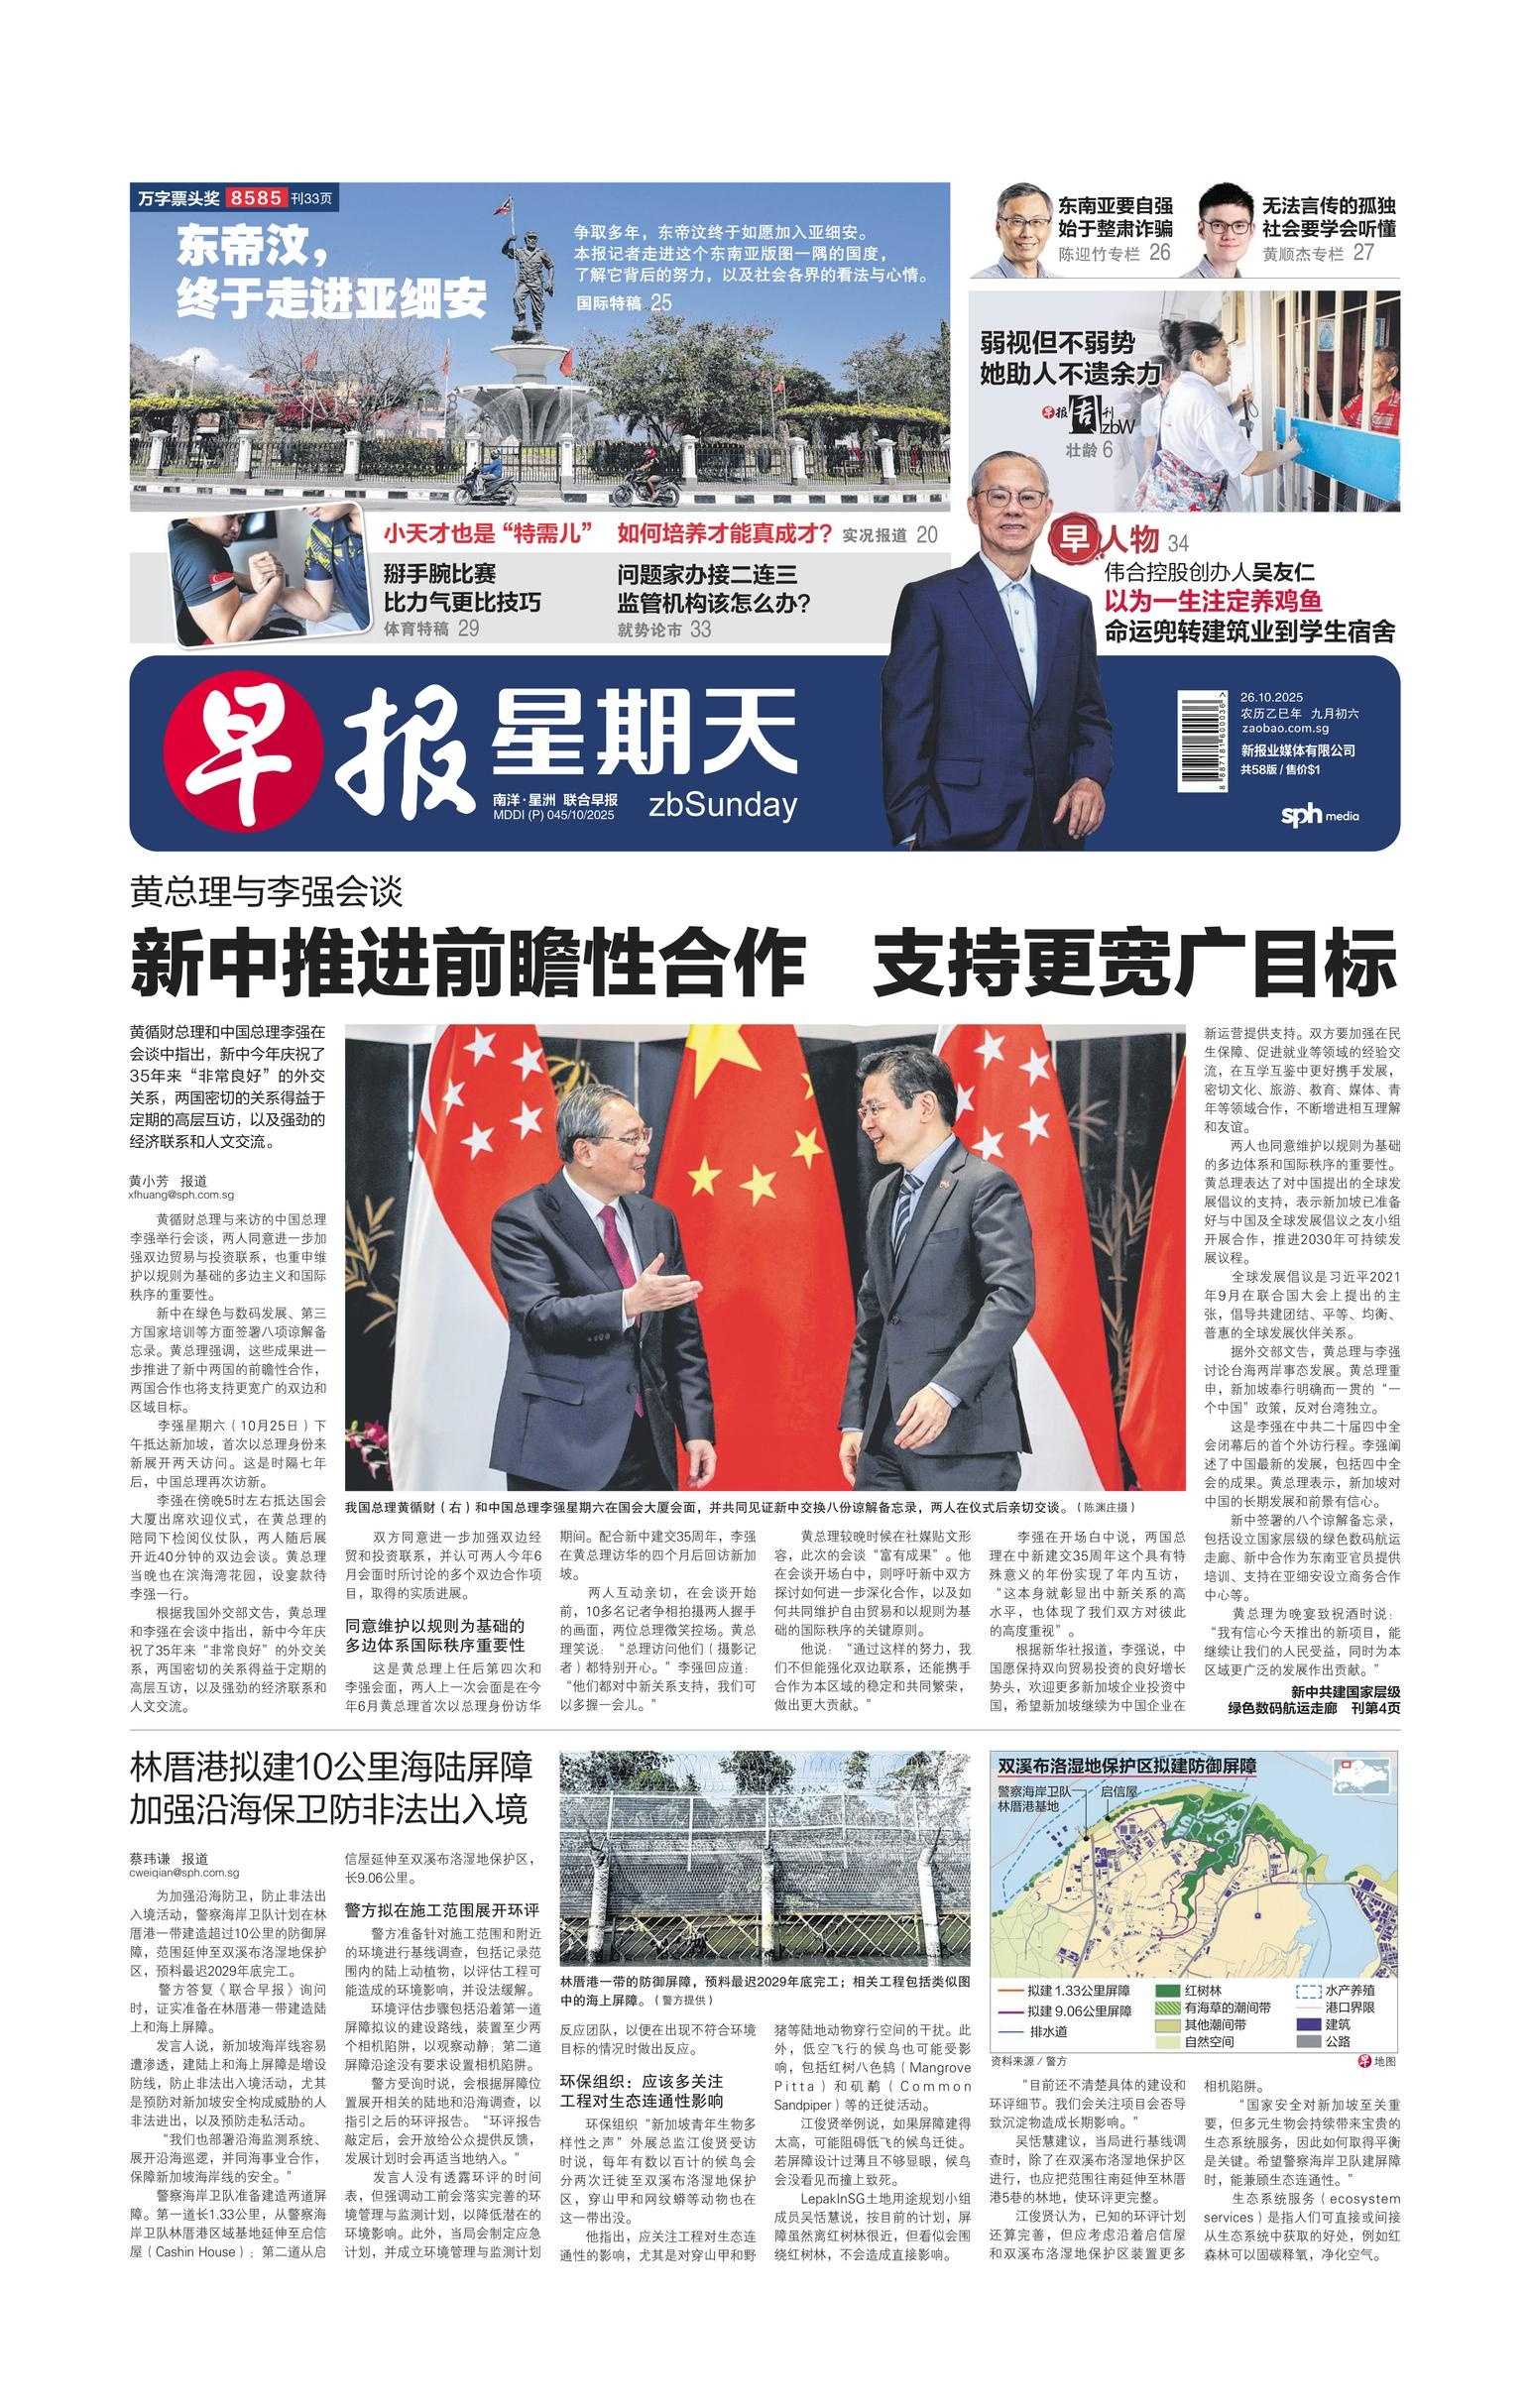 万字票头奖 8585 刊33页
东帝汶，
终于走进亚细安
争取多年，东帝汶终于如愿加入亚细安。
本报记者走进这个东南亚版图一隅的国度，
了解它背后的努力，以及社会各界的看法与心情。
国际特稿 25
东南亚要自强
始于整肃诈骗
陈迎竹专栏 26
无法言传的孤独
社会要学会听懂
黄顺杰专栏 27
弱视但不弱势
她助人不遗余力
早报周刊
zbW
壮龄 6
小天才也是“特需儿” 如何培养才能真成才？ 实况报道 20
掰手腕比赛
比力气更比技巧
体育特稿 29
问题家办接二连三
监管机构该怎么办？
就势论市 33
早人物 34
伟合控股创办人吴友仁
以为一生注定养鸡鱼
命运兜转建筑业到学生宿舍
早报星期天
南洋·星洲 联合早报
MDDI (P) 045/10/2025
zbSunday
26.10.2025
农历乙巳年 九月初六
zaobao.com.sg
新报业媒体有限公司
共58版 / 售价$1
sph media
黄总理与李强会谈
新中推进前瞻性合作 支持更宽广目标
黄循财总理和中国总理李强在
会谈中指出，新中今年庆祝了
35年来“非常良好”的外交
关系，两国密切的关系得益于
定期的高层互访，以及强劲的
经济联系和人文交流。
黄小芳 报道
xfhuang@sph.com.sg
黄循财总理与来访的中国总理
李强举行会谈，两人同意进一步加
强双边贸易与投资联系，也重申维
护以规则为基础的多边主义和国际
秩序的重要性。
新中在绿色与数码发展、第三
方国家培训等方面签署八项谅解备
忘录。黄总理强调，这些成果进一
步推进了新中两国的前瞻性合作，
两国合作也将支持更宽广的双边和
区域目标。
李强星期六（10月25日）下
午抵达新加坡，首次以总理身份来
新展开两天访问。这是时隔七年
后，中国总理再次访新。
李强在傍晚5时左右抵达国会
大厦出席欢迎仪式，在黄总理的
陪同下检阅仪仗队，两人随后展
开近40分钟的双边会谈。黄总理
当晚也在滨海湾花园，设宴款待
李强一行。
根据我国外交部文告，黄总理
和李强在会谈中指出，新中今年庆
祝了35年来“非常良好”的外交关
系，两国密切的关系得益于定期的
高层互访，以及强劲的经济联系和
人文交流。
我国总理黄循财（右）和中国总理李强星期六在国会大厦会面，并共同见证新中交换八份谅解备忘录，两人在仪式后亲切交谈。（陈渊庄摄）
双方同意进一步加强双边经
贸和投资联系，并认可两人今年6
月会面时所讨论的多个双边合作项
目，取得的实质进展。
同意维护以规则为基础的
多边体系国际秩序重要性
这是黄总理上任后第四次和
李强会面，两人上一次会面是在今
年6月黄总理首次以总理身份访华
期间。配合新中建交35周年，李强
在黄总理访华的四个月后回访新加
坡。
两人互动亲切，在会谈开始
前，10多名记者争相拍摄两人握手
的画面，两位总理微笑控场。黄总
理笑说：“总理访问他们（摄影记
者）都特别开心。”李强回应道：
“他们都对中新关系支持，我们可
以多握一会儿。”
黄总理较晚时候在社媒贴文形
容，此次的会谈“富有成果”。他
在会谈开场白中，则呼吁新中双方
探讨如何进一步深化合作，以及如
何共同维护自由贸易和以规则为基
础的国际秩序的关键原则。
他说：“通过这样的努力，我
们不但能强化双边联系，还能携手
合作为本区域的稳定和共同繁荣，
做出更大贡献。”
李强在开场白中说，两国总
理在中新建交35周年这个具有特
殊意义的年份实现了年内互访，
“这本身就彰显出中新关系的高
水平，也体现了我们双方对彼此
的高度重视”。
根据新华社报道，李强说，中
国愿保持双向贸易投资的良好增长
势头，欢迎更多新加坡企业投资中
国，希望新加坡继续为中国企业在
新运营提供支持。双方要加强在民
生保障、促进就业等领域的经验交
流，在互学互鉴中更好携手发展，
密切文化、旅游、教育、媒体、青
年等领域合作，不断增进相互理解
和友谊。
两人也同意维护以规则为基础
的多边体系和国际秩序的重要性。
黄总理表达了对中国提出的全球发
展倡议的支持，表示新加坡已准备
好与中国及全球发展倡议之友小组
开展合作，推进2030年可持续发
展议程。
全球发展倡议是习近平2021
年9月在联合国大会上提出的主
张，倡导共建团结、平等、均衡、
普惠的全球发展伙伴关系。
据外交部文告，黄总理与李强
讨论台海两岸事态发展。黄总理重
申，新加坡奉行明确而一贯的“一
个中国”政策，反对台湾独立。
这是李强在中共二十届四中全
会闭幕后的首个外访行程。李强阐
述了中国最新的发展，包括四中全
会的成果。黄总理表示，新加坡对
中国的长期发展和前景有信心。
新中签署的八个谅解备忘录，
包括设立国家层级的绿色数码航运
走廊、新中合作为东南亚官员提供
培训、支持在亚细安设立商务合作
中心等。
黄总理为晚宴致祝酒时说：
“我有信心今天推出的新项目，能
继续让我们的人民受益，同时为本
区域更广泛的发展作出贡献。”
新中共建国家层级
绿色数码航运走廊 刊第4页
林厝港拟建10公里海陆屏障
加强沿海保卫防非法出入境
蔡玮谦 报道
cweiqian@sph.com.sg
为加强沿海防卫，防止非法出
入境活动，警察海岸卫队计划在林
厝港一带建造超过10公里的防御屏
障，范围延伸至双溪布洛湿地保护
区，预料最迟2029年底完工。
警方答复《联合早报》询问
时，证实准备在林厝港一带建造陆
上和海上屏障。
发言人说，新加坡海岸线容易
遭渗透，建陆上和海上屏障是增设
防线，防止非法出入境活动，尤其
是预防对新加坡安全构成威胁的人
非法进出，以及预防走私活动。
“我们也部署沿海监测系统、
展开沿海巡逻，并同海事业合作，
保障新加坡海岸线的安全。”
警察海岸卫队准备建造两道屏
障。第一道长1.33公里，从警察海
岸卫队林厝港区域基地延伸至启信
屋（Cashin House）；第二道从启
信屋延伸至双溪布洛湿地保护区，
长9.06公里。
警方拟在施工范围展开环评
警方准备针对施工范围和附近
的环境进行基线调查，包括记录范
围内的陆上动植物，以评估工程可
能造成的环境影响，并设法缓解。
环境评估步骤包括沿着第一道
屏障拟议的建设路线，装置至少两
个相机陷阱，以观察动静；第二道
屏障沿途没有要求设置相机陷阱。
警方受询时说，会根据屏障位
置展开相关的陆地和沿海调查，以
指引之后的环评报告。“环评报告
敲定后，会开放给公众提供反馈，
发展计划时会再适当地纳入。”
发言人没有透露环评的时间
表，但强调动工前会落实完善的环
境管理与监测计划，以降低潜在的
环境影响。此外，当局会制定应急
计划，并成立环境管理与监测计划
林厝港一带的防御屏障，预料最迟2029年底完工；相关工程包括类似图
中的海上屏障。（警方提供）
反应团队，以便在出现不符合环境
目标的情况时做出反应。
环保组织：应该多关注
工程对生态连通性影响
环保组织“新加坡青年生物多
样性之声”外展总监江俊贤受访
时说，每年有数以百计的候鸟会
分两次迁徙至双溪布洛湿地保护
区，穿山甲和网纹蟒等动物也在
这一带出没。
他指出，应关注工程对生态连
通性的影响，尤其是对穿山甲和野
猪等陆地动物穿行空间的干扰。此
外，低空飞行的候鸟也可能受影
响，包括红树八色鸫（Mangrove
Pitta）和矶鹬（Common
Sandpiper）等的迁徙活动。
江俊贤举例说，如果屏障建得
太高，可能阻碍低飞的候鸟迁徙。
若屏障设计过薄且不够显眼，候鸟
会没看见而撞上致死。
LepakInSG土地用途规划小组
成员吴恬慧说，按目前的计划，屏
障虽然离红树林很近，但看似会围
绕红树林，不会造成直接影响。
双溪布洛湿地保护区拟建防御屏障
警察海岸卫队
林厝港基地
启信屋
拟建 1.33公里屏障
拟建 9.06公里屏障
排水道
红树林
有海草的潮间带
其他潮间带
自然空间
水产养殖
港口界限
建筑
公路
资料来源 / 警方
早 地图
“目前还不清楚具体的建设和
环评细节。我们会关注项目会否导
致沉淀物造成长期影响。”
吴恬慧建议，当局进行基线调
查时，除了在双溪布洛湿地保护区
进行，也应把范围往南延伸至林厝
港5巷的林地，使环评更完整。
江俊贤认为，已知的环评计划
还算完善，但应考虑沿着启信屋
和双溪布洛湿地保护区装置更多
相机陷阱。
“国家安全对新加坡至关重
要，但多元生物会持续带来宝贵的
生态系统服务，因此如何取得平衡
是关键。希望警察海岸卫队建屏障
时，能兼顾生态连通性。”
生态系统服务（ecosystem
services）是指人们可直接或间接
从生态系统中获取的好处，例如红
森林可以固碳释氧，净化空气。